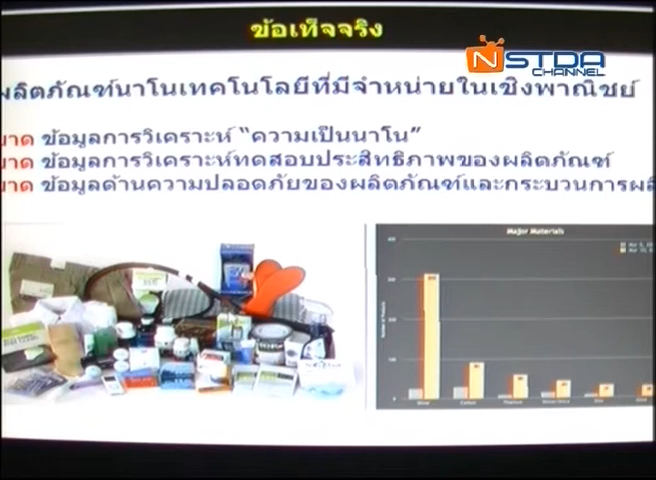 ข้อเท็จจริง
NSTDA
CHANNEL
ผลิตภัณฑ์นาโนเทคโนโลยีที่มีจำหน่ายในเชิงพาณิชย์
ขาด ข้อมูลการวิเคราะห์ “ความเป็นนาโน”
ขาด ข้อมูลการวิเคราะห์ทดสอบประสิทธิภาพของผลิตภัณฑ์
ขาด ข้อมูลด้านความปลอดภัยของผลิตภัณฑ์และกระบวนการ
Major Materials
Number of Products
Silver Carbon Titanium